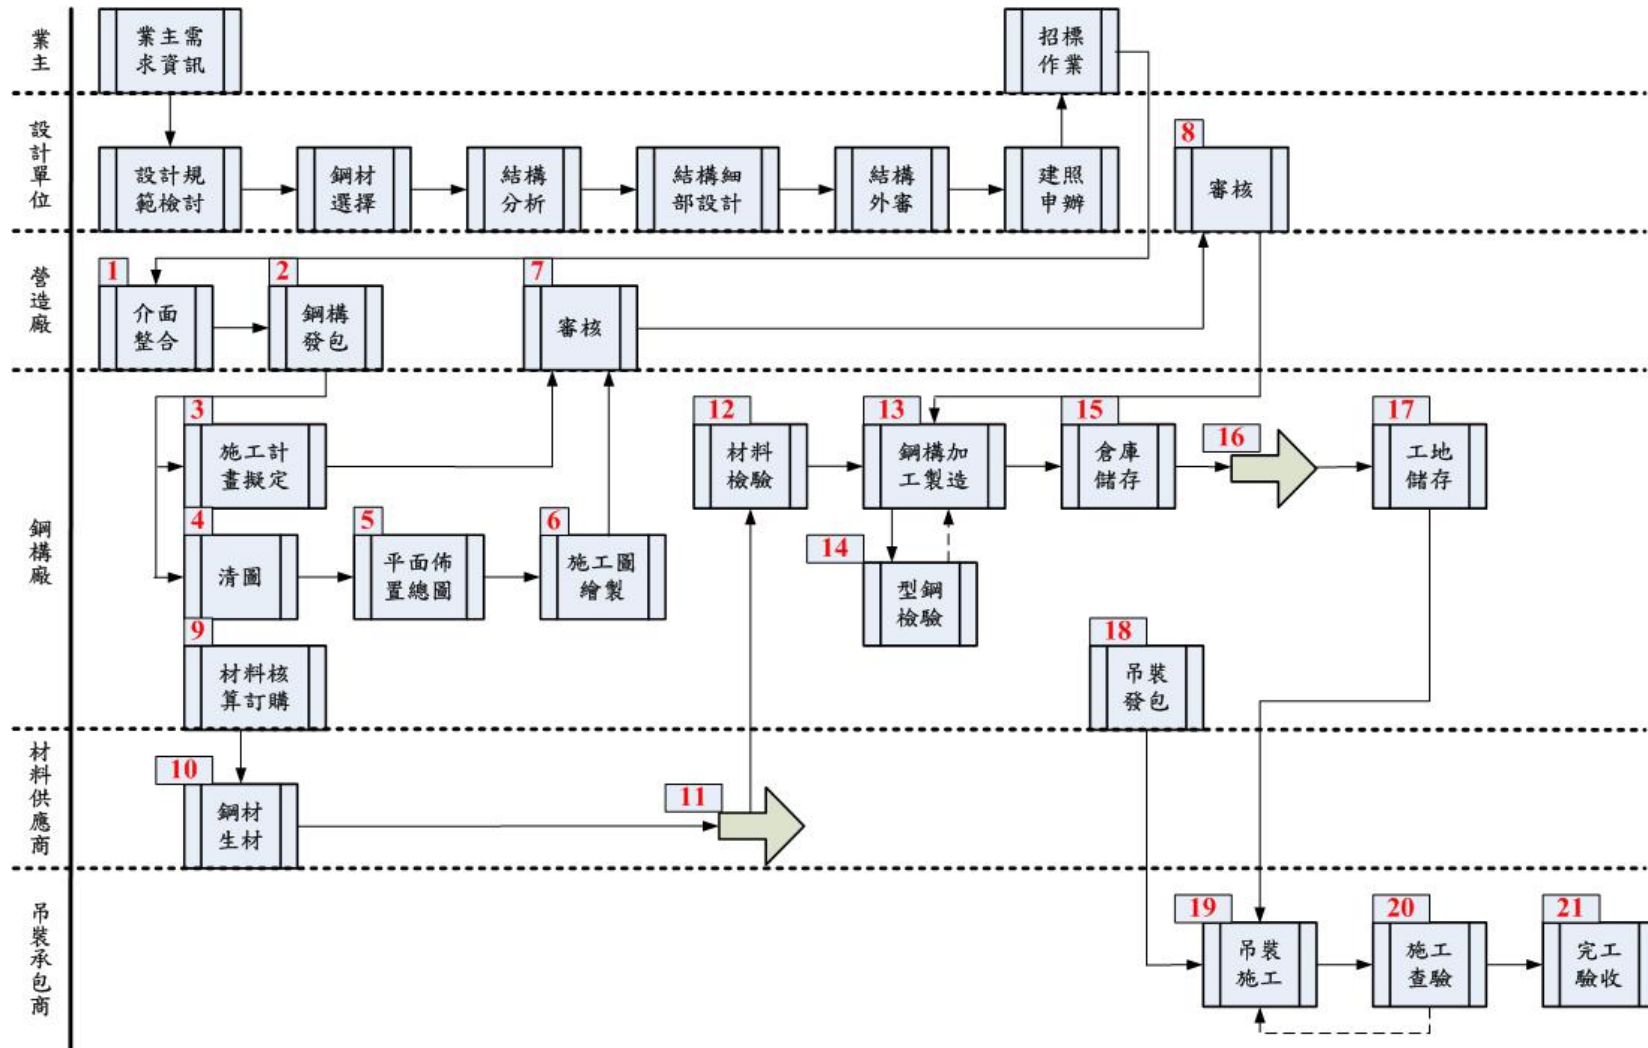 業主
業主需
求資訊
招標
作業
設計單位
設計規
範檢討
鋼材
選擇
結構
分析
結構細
部設計
結構
外審
建照
申辦
8
審核
營造廠
1
介面
整合
2
鋼構
發包
7
審核
鋼構廠
3
施工計
畫擬定
12
材料
檢驗
13
鋼構加
工製造
15
倉庫
儲存
16
17
工地
儲存
4
清圖
5
平面佈
置總圖
6
施工圖
繪製
14
型鋼
檢驗
9
材料核
算訂購
18
吊裝
發包
材料供應商
10
鋼材
生材
11
吊裝承包商
19
吊裝
施工
20
施工
查驗
21
完工
驗收